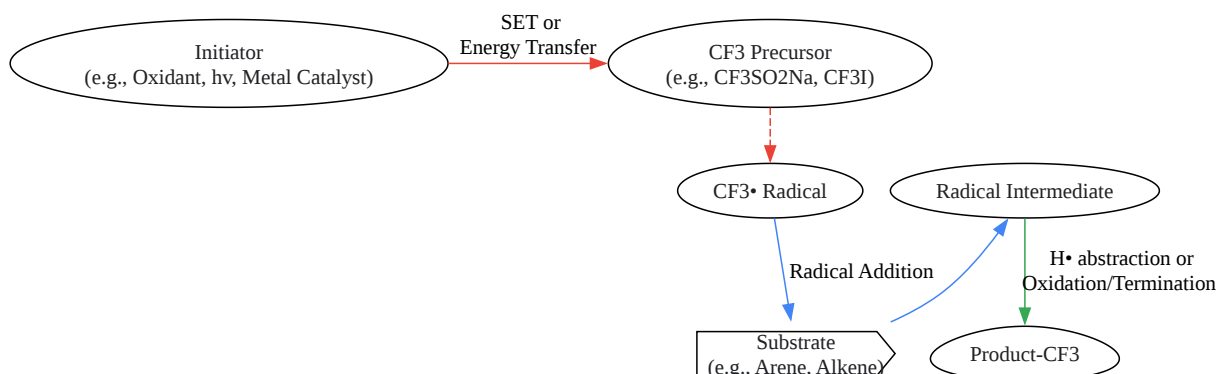 SET or
Energy Transfer
Initiator
(e.g., Oxidant, hv, Metal Catalyst)
CF3 Precursor
(e.g., CF3SO2Na, CF3I)
CF3• Radical
Radical Intermediate
Radical Addition
H• abstraction or
Oxidation/Termination
Substrate
(e.g., Arene, Alkene)
Product-CF3